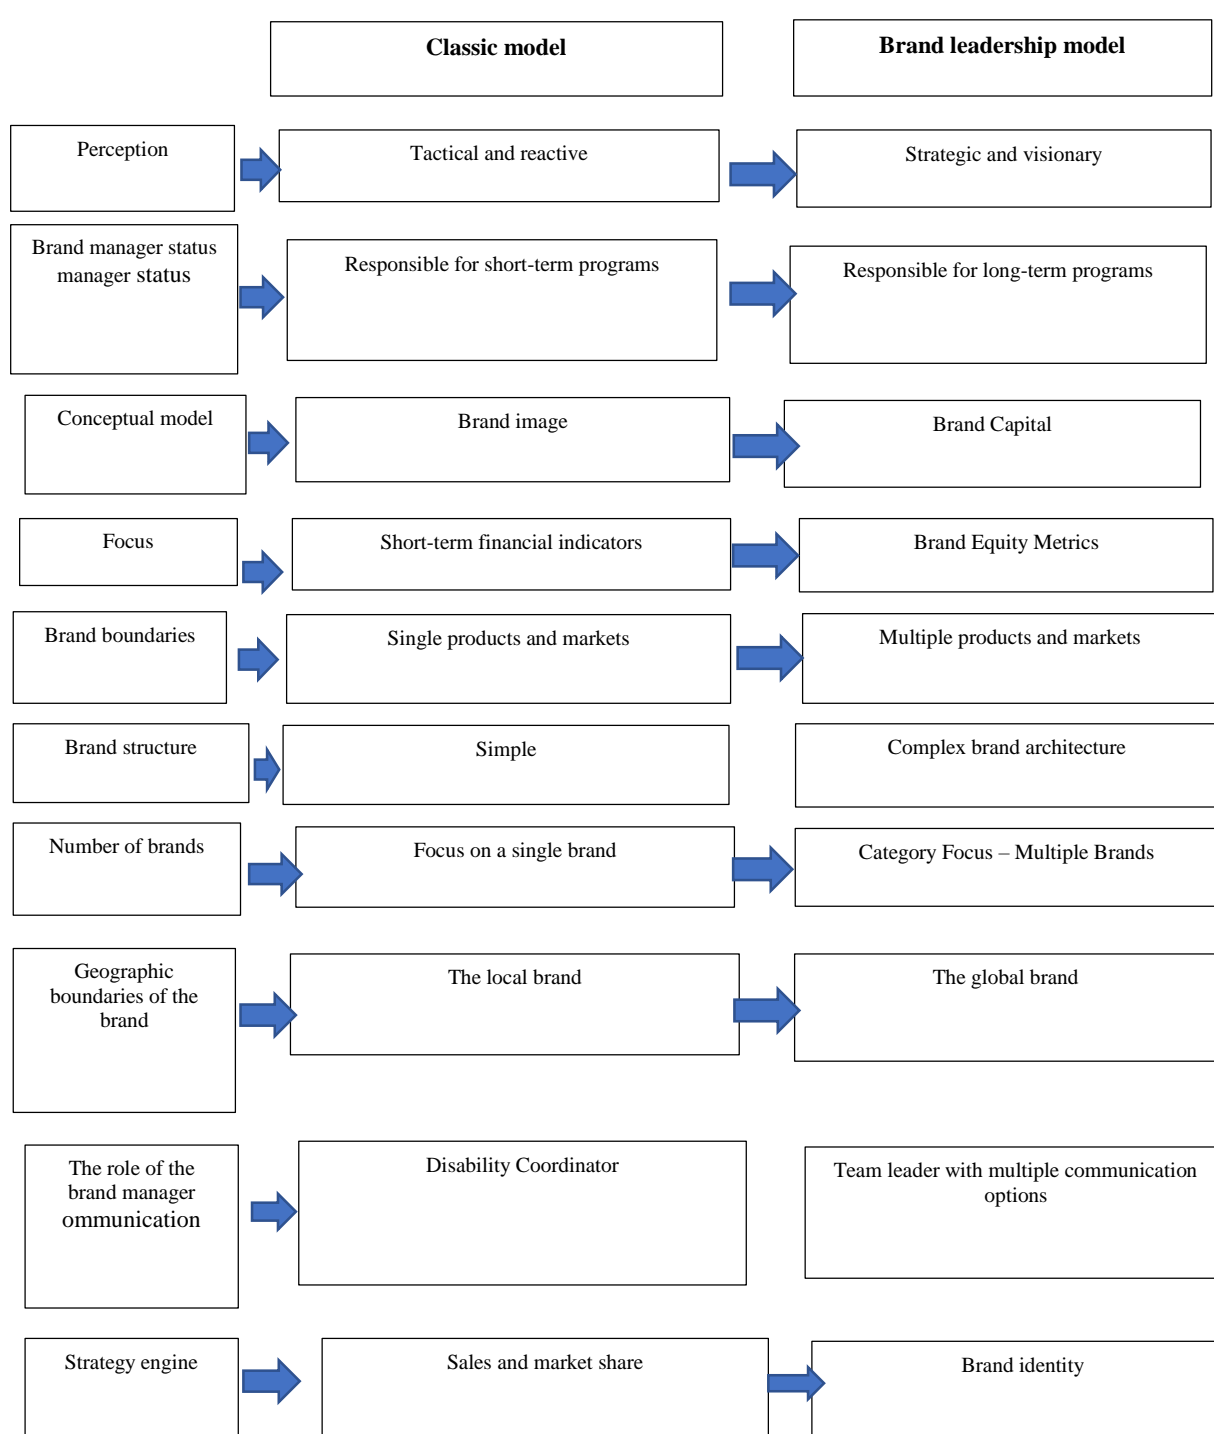 Classic model
Brand leadership model
Perception
Tactical and reactive
Strategic and visionary
Brand manager status
manager status
Responsible for short-term programs
Responsible for long-term programs
Conceptual model
Brand image
Brand Capital
Focus
Short-term financial indicators
Brand Equity Metrics
Brand boundaries
Single products and markets
Multiple products and markets
Brand structure
Simple
Complex brand architecture
Number of brands
Focus on a single brand
Category Focus – Multiple Brands
Geographic
boundaries of the
brand
The local brand
The global brand
The role of the
brand manager
ommunication
Disability Coordinator
Team leader with multiple communication
options
Strategy engine
Sales and market share
Brand identity